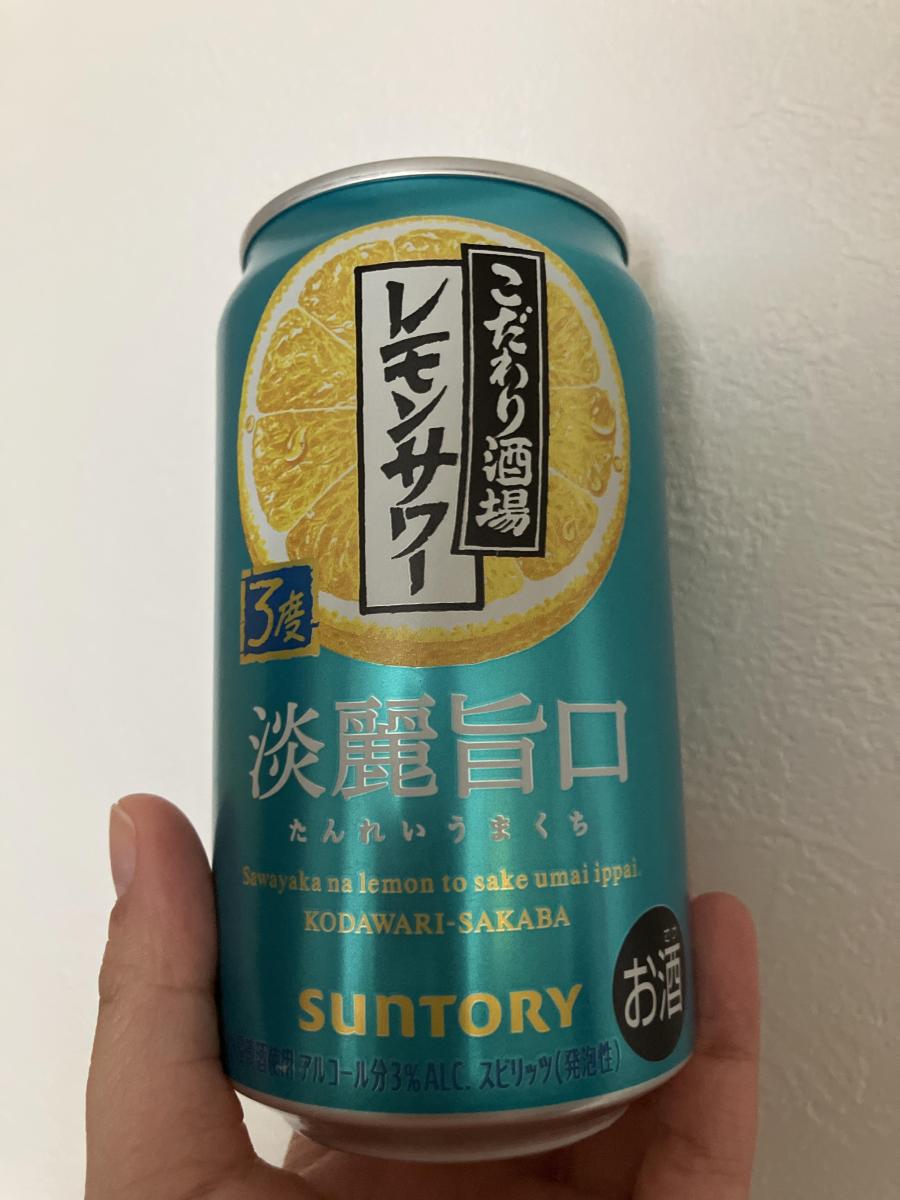 こだわり酒場
レモンサワー
3度
淡麗旨口
たんれいうまくち
Sawayaka na lemon to sake umai ippai.
KODAWARI-SAKABA
SUNTORY
お酒
使用 アルコール分3%ALC. スピリッツ(発泡性)